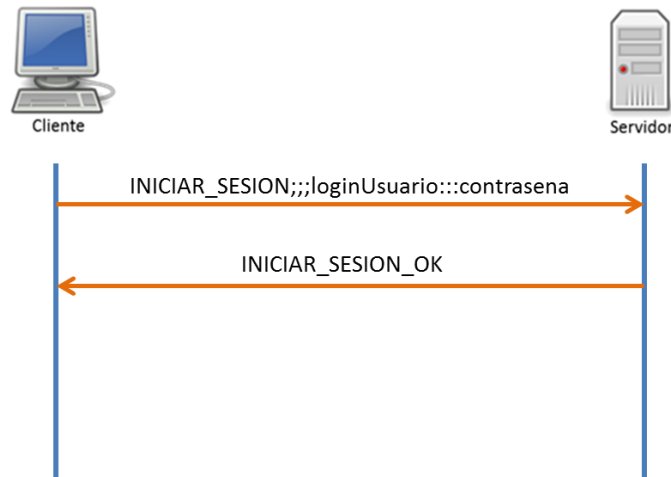 Cliente
Servidor
INICIAR_SESION;;;loginUsuario:::contrasena
INICIAR_SESION_OK